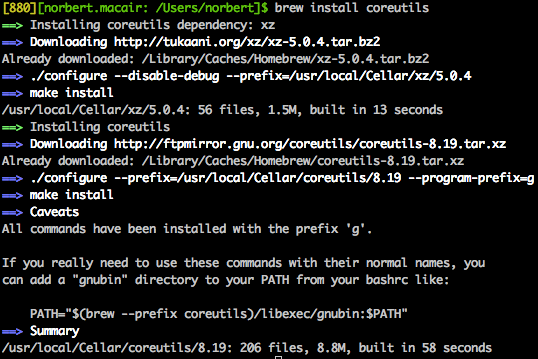 [880][norbert.macair: /Users/norbert]$ brew install coreutils
==> Installing coreutils dependency: xz
==> Downloading http://tukaani.org/xz/xz-5.0.4.tar.bz2
Already downloaded: /Library/Caches/Homebrew/xz-5.0.4.tar.bz2
==> ./configure --disable-debug --prefix=/usr/local/Cellar/xz/5.0.4
==> make install
/usr/local/Cellar/xz/5.0.4: 56 files, 1.5M, built in 13 seconds
==> Installing coreutils
==> Downloading http://ftpmirror.gnu.org/coreutils/coreutils-8.19.tar.xz
Already downloaded: /Library/Caches/Homebrew/coreutils-8.19.tar.xz
==> ./configure --prefix=/usr/local/Cellar/coreutils/8.19 --program-prefix=g
==> make install
==> Caveats
All commands have been installed with the prefix 'g'.
If you really need to use these commands with their normal names, you
can add a "gnubin" directory to your PATH from your bashrc like:
PATH="$(brew --prefix coreutils)/libexec/gnubin:$PATH"
==> Summary
/usr/local/Cellar/coreutils/8.19: 206 files, 8.8M, built in 58 seconds